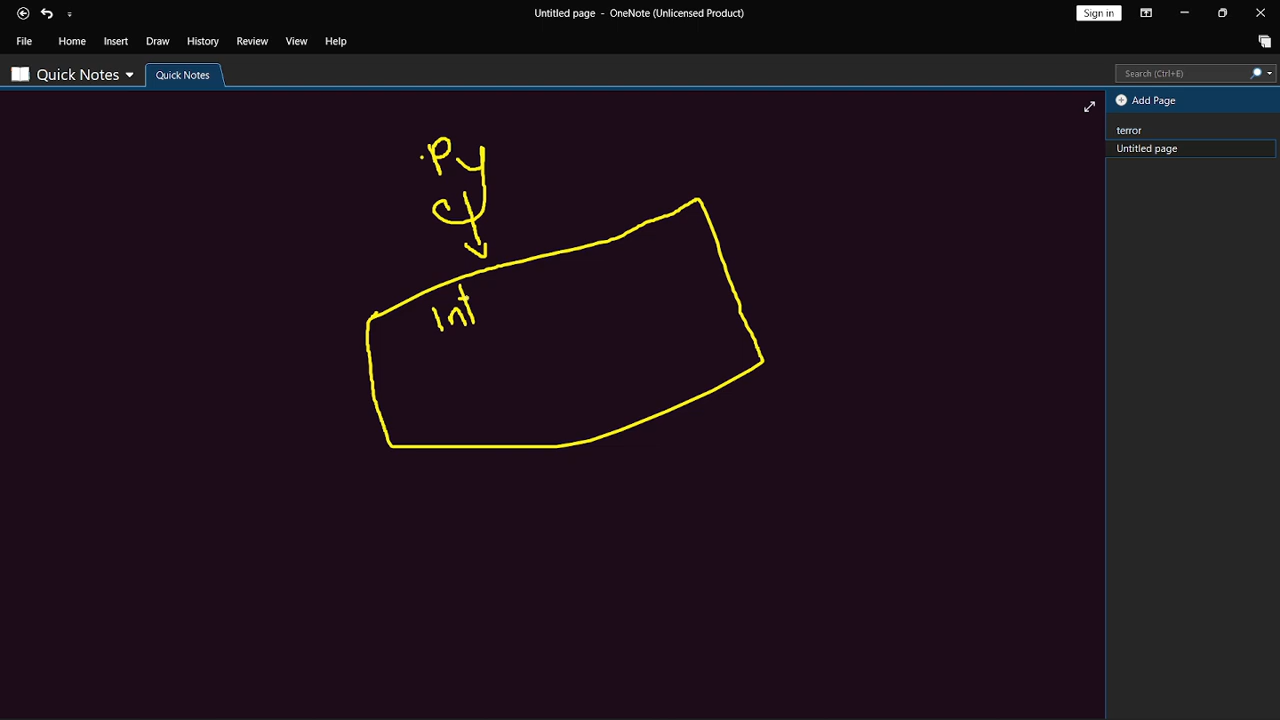 Untitled page - OneNote (Unlicensed Product)
Sign in
File Home Insert Draw History Review View Help
Quick Notes
Quick Notes
Search (Ctrl+E)
Add Page
terror
Untitled page
.Py
Int